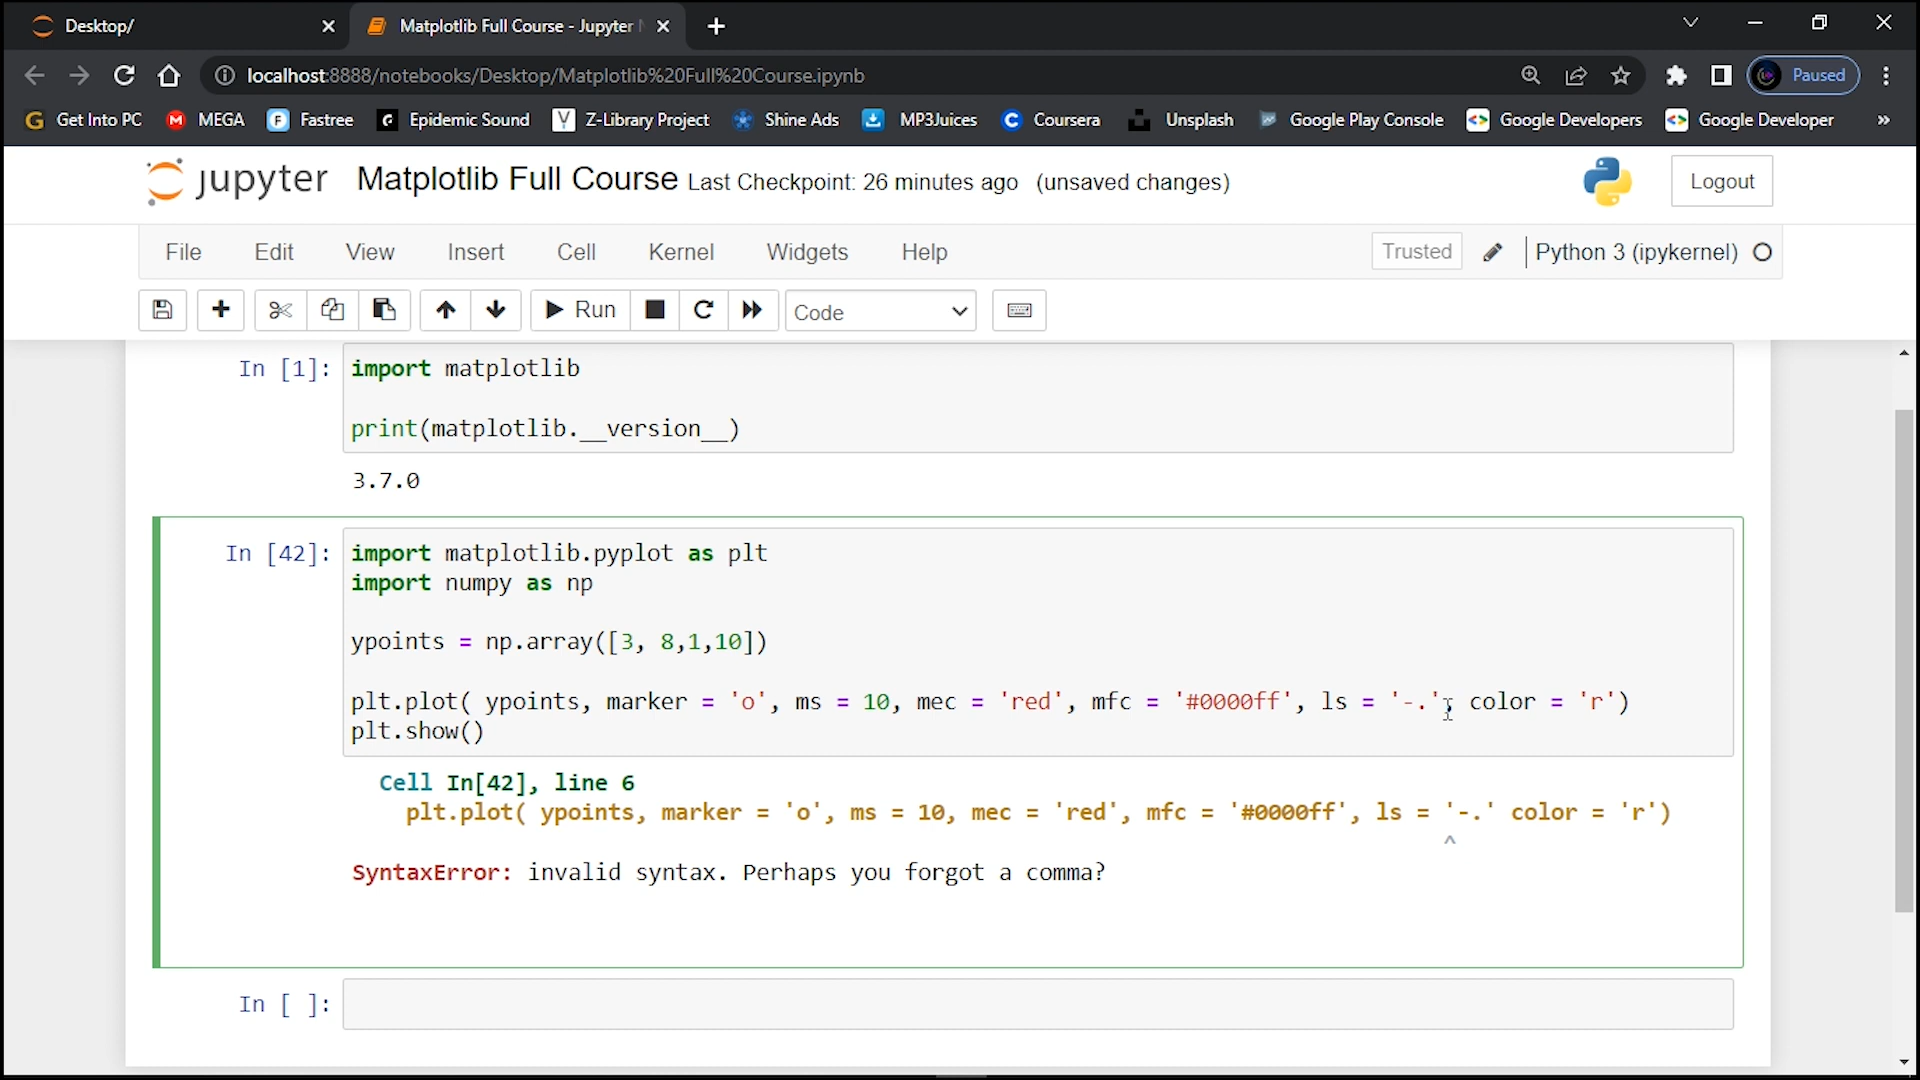 Desktop/
Matplotlib Full Course - Jupyter
localhost:8888/notebooks/Desktop/Matplotlib%20Full%20Course.ipynb
Paused
Get Into PC
MEGA
Fastree
Epidemic Sound
Z-Library Project
Shine Ads
MP3Juices
Coursera
Unsplash
Google Play Console
Google Developers
Google Developer
»
jupyter Matplotlib Full Course Last Checkpoint: 26 minutes ago (unsaved changes)
Logout
File Edit View Insert Cell Kernel Widgets Help
Trusted
Python 3 (ipykernel)
Run
Code
In [1]: import matplotlib
print(matplotlib.__version__)
3.7.0
In [42]: import matplotlib.pyplot as plt
import numpy as np
ypoints = np.array([3, 8,1,10])
plt.plot( ypoints, marker = 'o', ms = 10, mec = 'red', mfc = '#0000ff', ls = '-.', color = 'r')
plt.show()
Cell In[42], line 6
plt.plot( ypoints, marker = 'o', ms = 10, mec = 'red', mfc = '#0000ff', ls = '-.' color = 'r')
^
SyntaxError: invalid syntax. Perhaps you forgot a comma?
In [ ]: